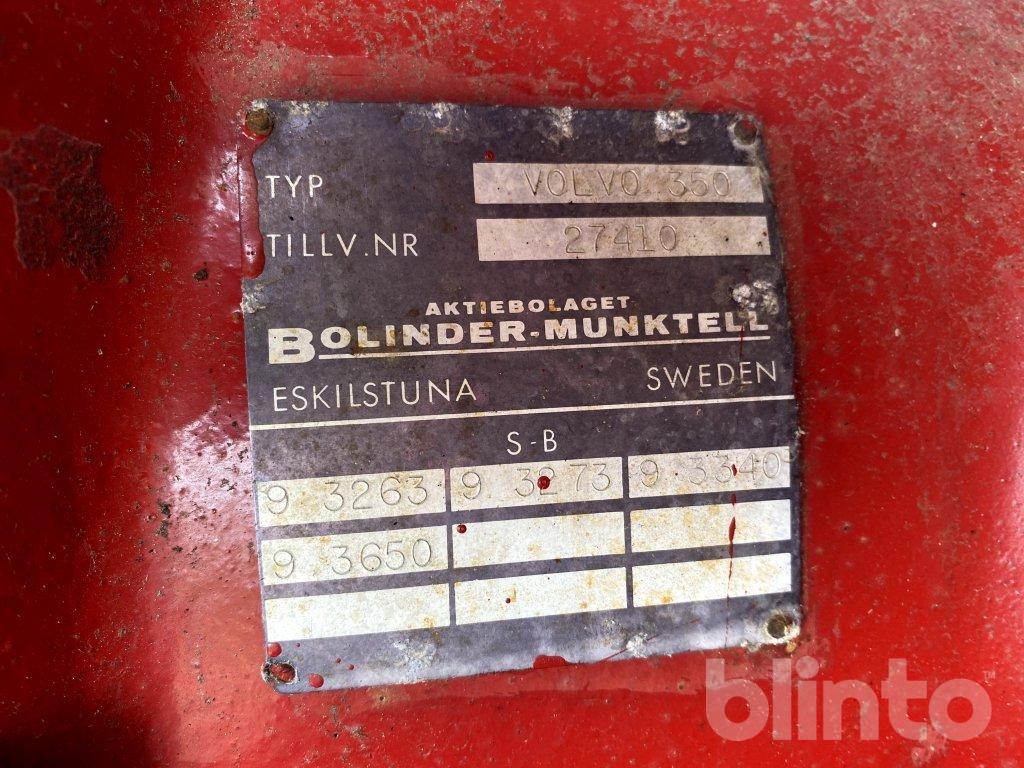 TYP VOLVO 350
TILLV.NR 27410
AKTIEBOLAGET
BOLINDER-MUNKTELL
ESKILSTUNA SWEDEN
S-B
9 3263 9 3273 9 3340
9 3650
blinto